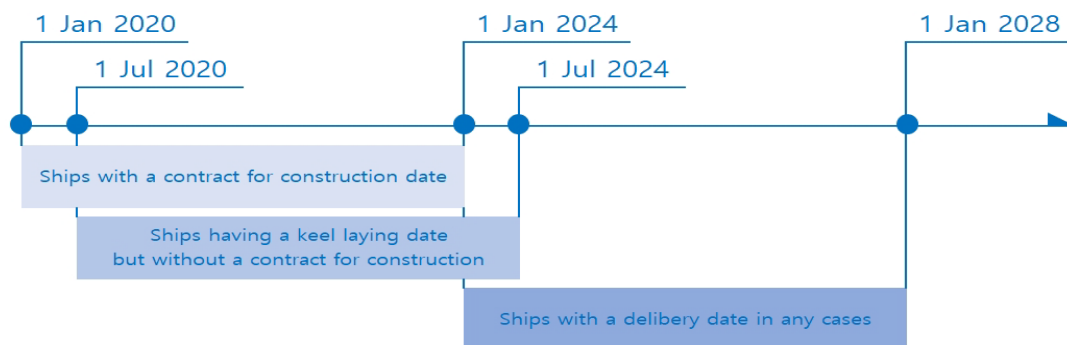 1 Jan 2020
1 Jan 2024
1 Jan 2028
1 Jul 2020
1 Jul 2024
Ships with a contract for construction date
Ships having a keel laying date
but without a contract for construction
Ships with a delibery date in any cases